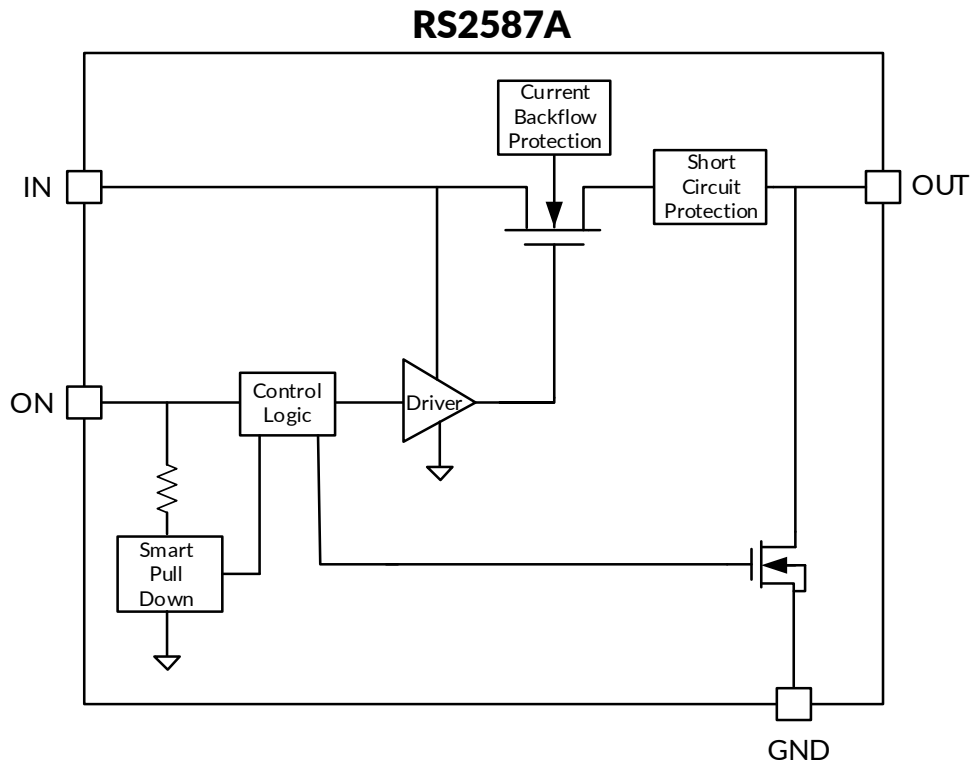 RS2587A
Current
Backflow
Protection
IN
Short
Circuit
Protection
OUT
ON
Control
Logic
Driver
Smart
Pull
Down
GND